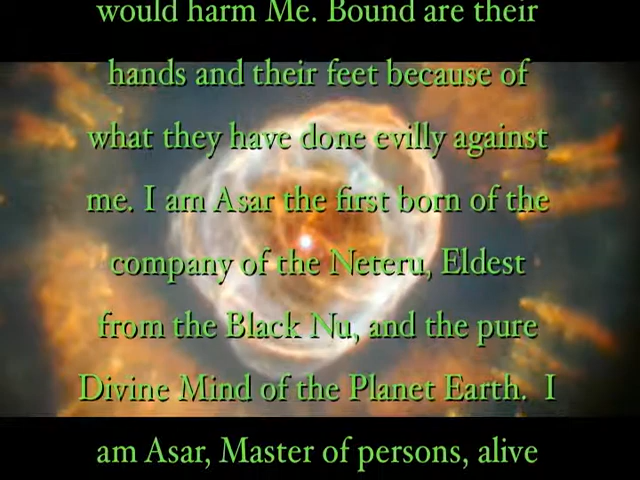 would harm Me. Bound are their
hands and their feet because of
what they have done evilly against
me. I am Asar the first born of the
company of the Neteru, Eldest
from the Black Nu, and the pure
Divine Mind of the Planet Earth.  I
am Asar, Master of persons, alive